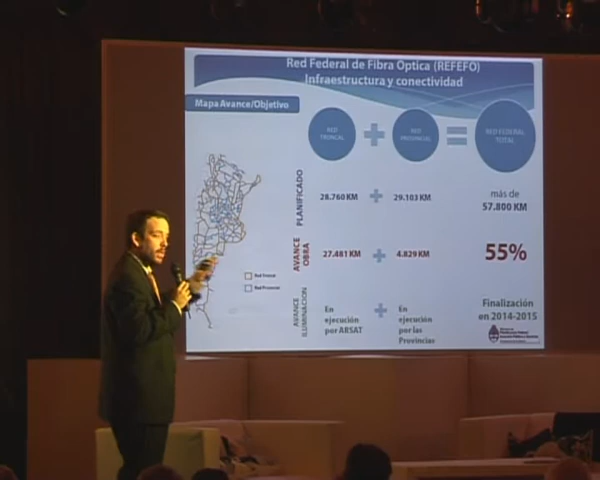 Red Federal de Fibra Optica (REFEFO)
Infraestructura y conectividad
Mapa Avance/Objetivo
RED
TRONCAL
RED
PROVINCIAL
RED FEDERAL
TOTAL
PLANIFICADO
28.760 KM
29.103 KM
más de
57.800 KM
AVANCE
OBRA
27.481 KM
4.829 KM
55%
Red Troncal
Red Provincial
AVANCE
ILUMINACION
En
ejecución
por ARSAT
En
ejecución
por las
Provincias
Finalización
en 2014-2015